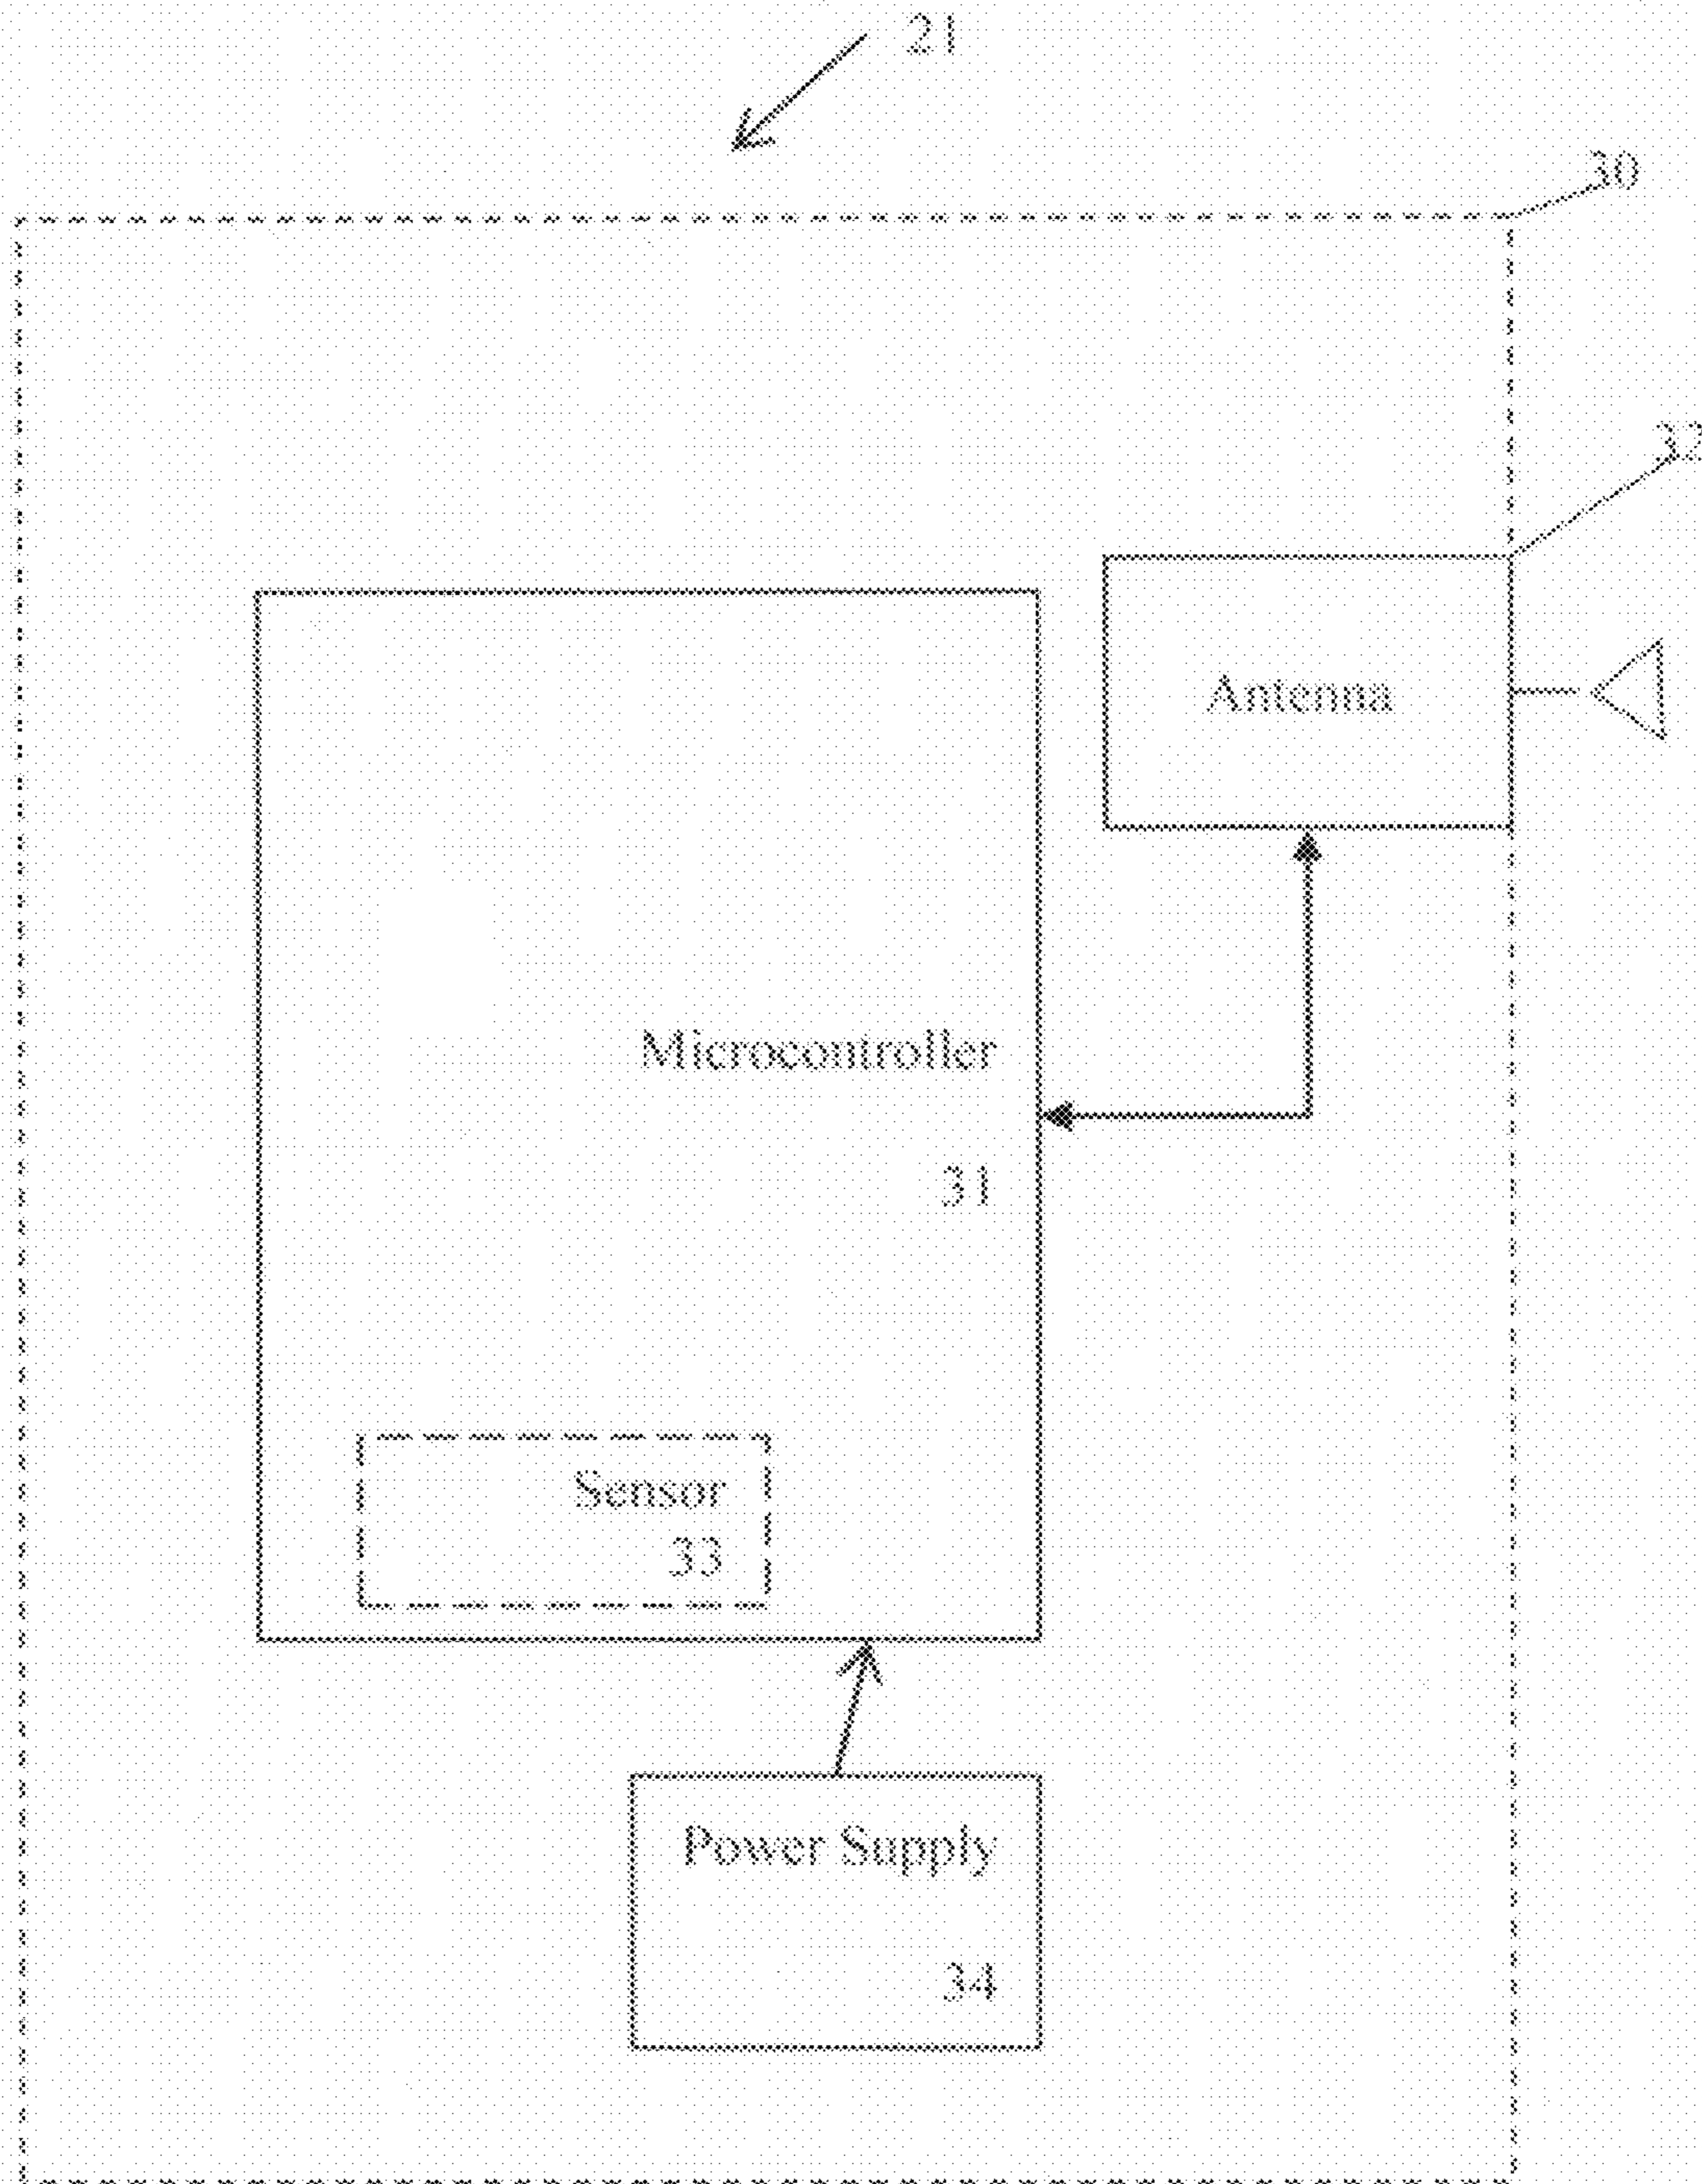 21
30
32
Antenna
Microcontroller
31
Sensor
33
Power Supply
34